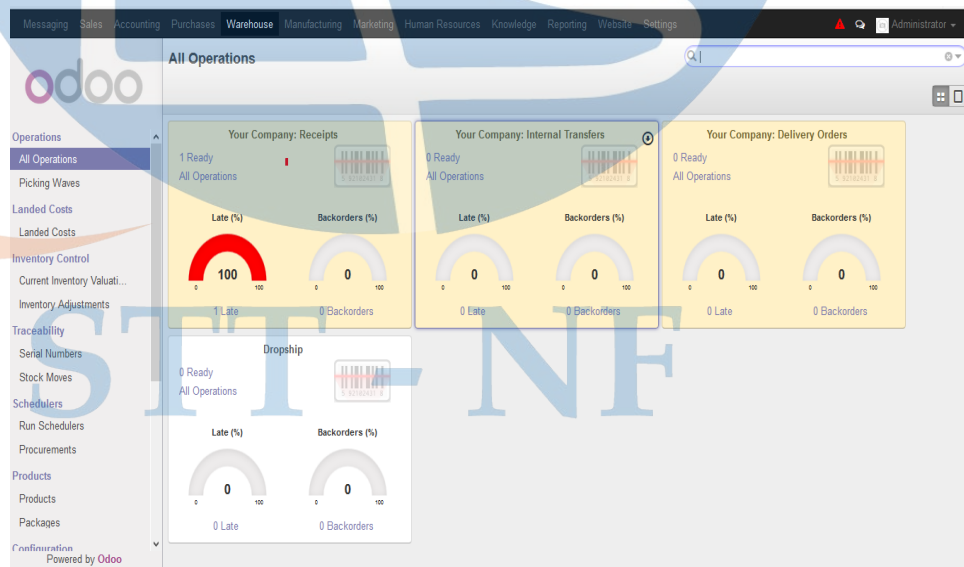 Messaging Sales Accounting Purchases Warehouse Manufacturing Marketing Human Resources Knowledge Reporting Website Settings Administrator
odoo
All Operations
Operations
All Operations
Picking Waves
Landed Costs
Landed Costs
Inventory Control
Current Inventory Valuati...
Inventory Adjustments
Traceability
Serial Numbers
Stock Moves
Schedulers
Run Schedulers
Procurements
Products
Products
Packages
Configuration
Powered by Odoo
Your Company: Receipts
1 Ready
All Operations
Late (%) Backorders (%)
100 0
0 100 0 100
1 Late 0 Backorders
Your Company: Internal Transfers
0 Ready
All Operations
Late (%) Backorders (%)
0 0
0 100 0 100
0 Late 0 Backorders
Your Company: Delivery Orders
0 Ready
All Operations
Late (%) Backorders (%)
0 0
0 100 0 100
0 Late 0 Backorders
Dropship
0 Ready
All Operations
Late (%) Backorders (%)
0 0
0 100 0 100
0 Late 0 Backorders
STT - NF